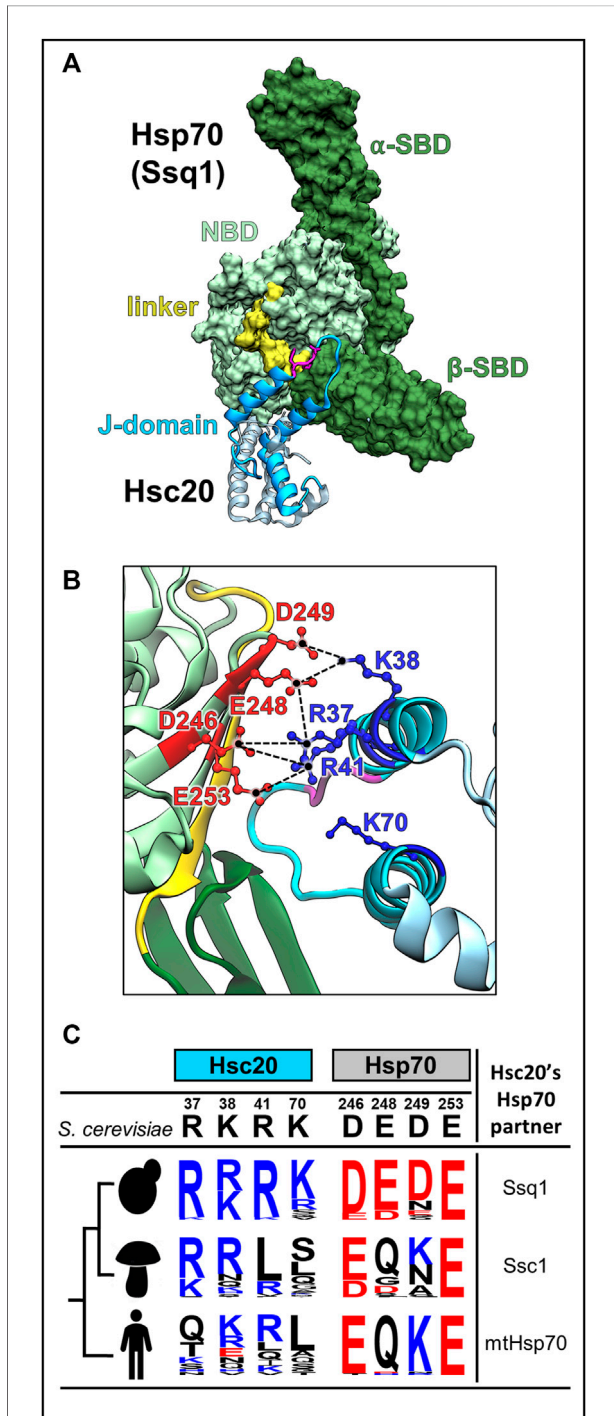 A
Hsp70
(Ssq1)
α-SBD
NBD
linker
β-SBD
J-domain
Hsc20
B
D249
K38
E248
D246
R37
R41
E253
K70
C
Hsc20 Hsp70 Hsc20's
Hsp70
partner
37 38 41 70 246 248 249 253
S. cerevisiae R K R K D E D E
R R R K D E D E Ssq1
K R N
R R L S E Q K E Ssc1
K R L D G N
A
Q K R L E Q K E mtHsp70
T R L
E Q